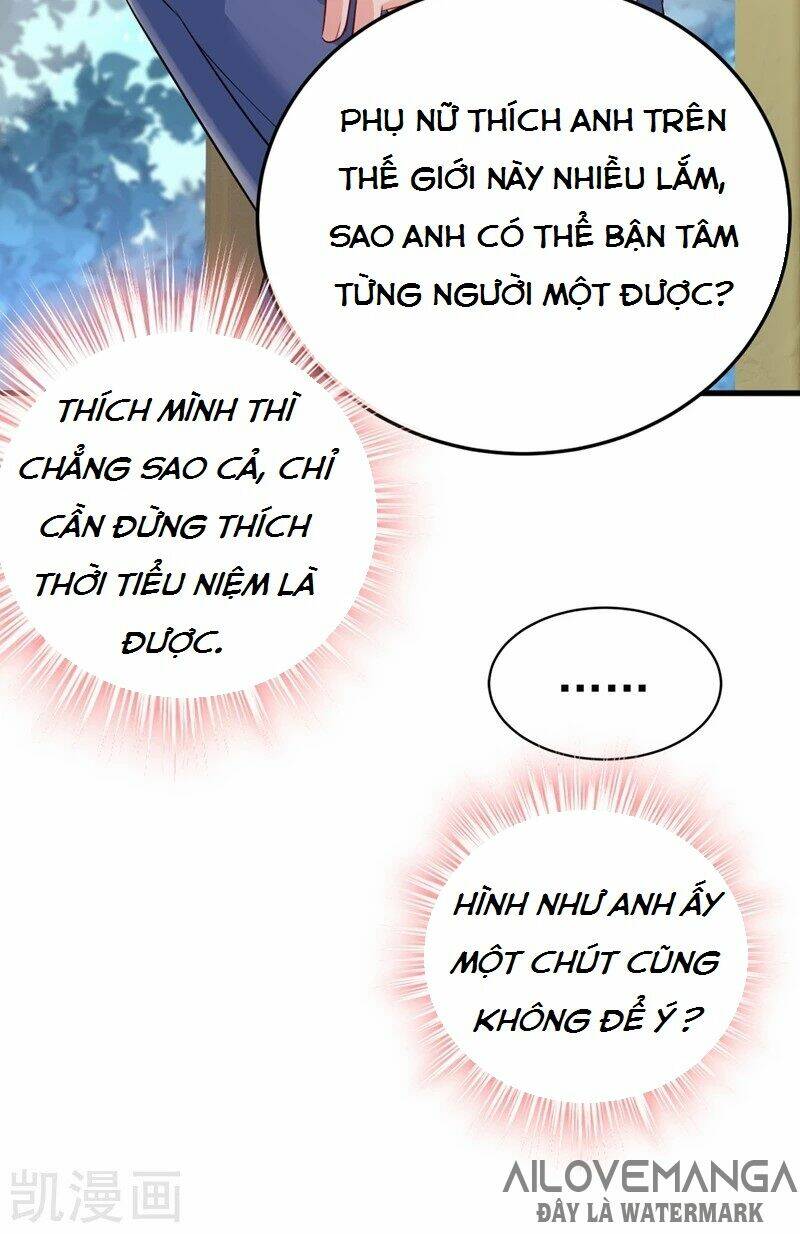 PHỤ NỮ THÍCH ANH TRÊN
THẾ GIỚI NÀY NHIỀU LẮM,
SAO ANH CÓ THỂ BẬN TÂM
TỪNG NGƯỜI MỘT ĐƯỢC?
THÍCH MÌNH THÌ
CHẲNG SAO CẢ, CHỈ
CẦN ĐỪNG THÍCH
THỜI TIỂU NIỆM LÀ
ĐƯỢC.
......
HÌNH NHƯ ANH ẤY
MỘT CHÚT CŨNG
KHÔNG ĐỂ Ý?
凯漫画
AILOVEMANGA
ĐÂY LÀ WATERMARK